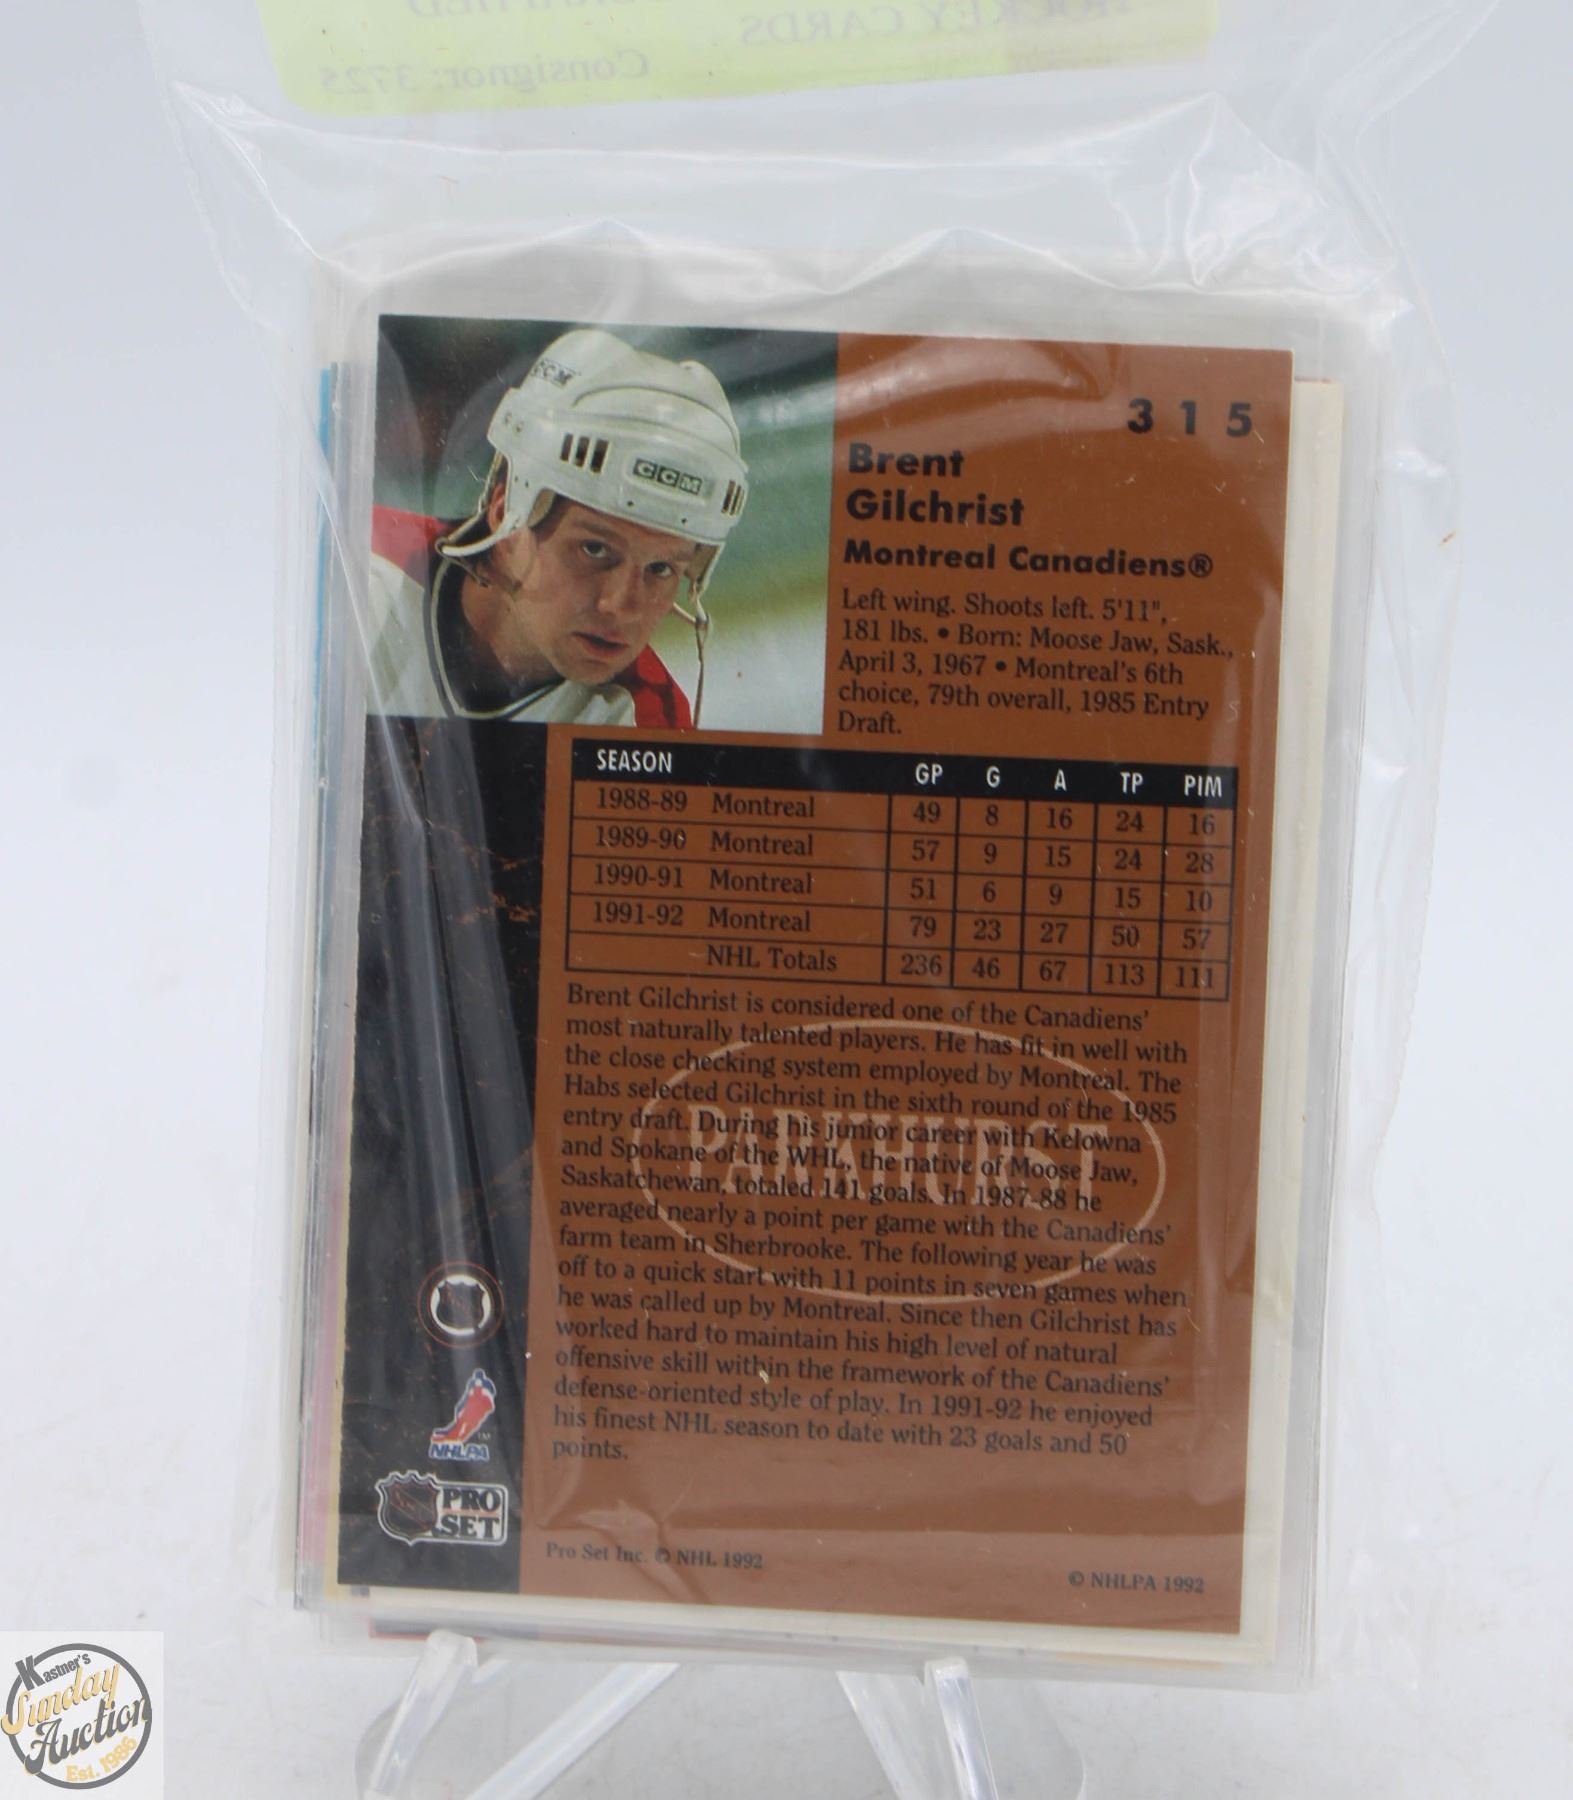 HOCKEY CARDS
Consignor: 3725
CCM
CCM
315
Brent
Gilchrist
Montreal Canadiens®
Left wing. Shoots left. 5'11",
181 lbs. • Born: Moose Jaw, Sask.,
April 3, 1967 • Montreal's 6th
choice, 79th overall, 1985 Entry
Draft.
SEASON GP G A TP PIM
1988-89 Montreal 49 8 16 24 16
1989-90 Montreal 57 9 15 24 28
1990-91 Montreal 51 6 9 15 10
1991-92 Montreal 79 23 27 50 57
NHL Totals 236 46 67 113 111
Brent Gilchrist is considered one of the Canadiens'
most naturally talented players. He has fit in well with
the close checking system employed by Montreal. The
Habs selected Gilchrist in the sixth round of the 1985
entry draft. During his junior career with Kelowna
and Spokane of the WHL, the native of Moose Jaw,
Saskatchewan, totaled 141 goals. In 1987-88 he
averaged nearly a point per game with the Canadiens'
farm team in Sherbrooke. The following year he was
off to a quick start with 11 points in seven games when
he was called up by Montreal. Since then Gilchrist has
worked hard to maintain his high level of natural
offensive skill within the framework of the Canadiens'
defense-oriented style of play. In 1991-92 he enjoyed
his finest NHL season to date with 23 goals and 50
points.
PARKHURST
NHLPA
™
PRO
SET
Pro Set Inc. © NHL 1992
© NHLPA 1992
Kastner's
Sunday
Auction
Est. 1986